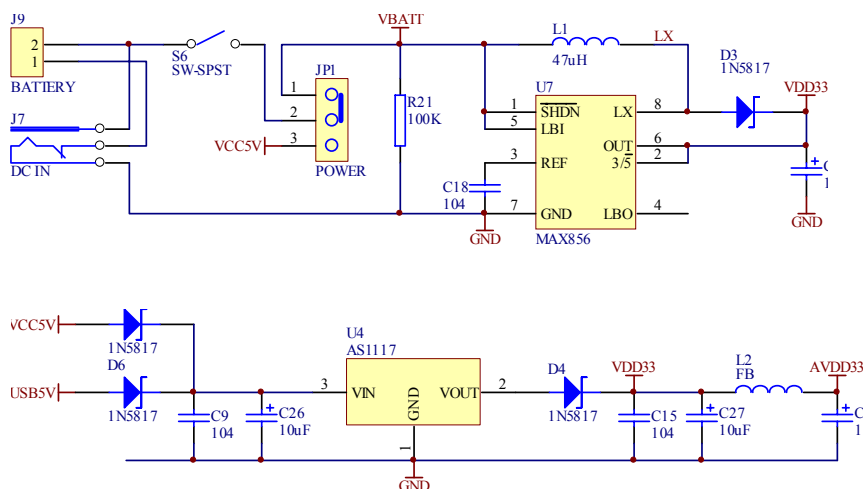 J9
2
1
BATTERY
J7
DC IN
S6
SW-SPST
JP1
1
2
3
VCC5V
POWER
VBATT
R21
100K
C18
104
GND
L1
47uH
LX
U7
1
SHDN
5
LBI
3
REF
7
GND
LX
8
OUT
6
3/5
2
LBO
4
MAX856
D3
1N5817
VDD33
GND
VCC5V
1N5817
D6
USB5V
1N5817
C9
104
C26
10uF
U4
AS1117
3
VIN
GND
VOUT
2
1
GND
D4
1N5817
VDD33
C15
104
C27
10uF
L2
FB
AVDD33